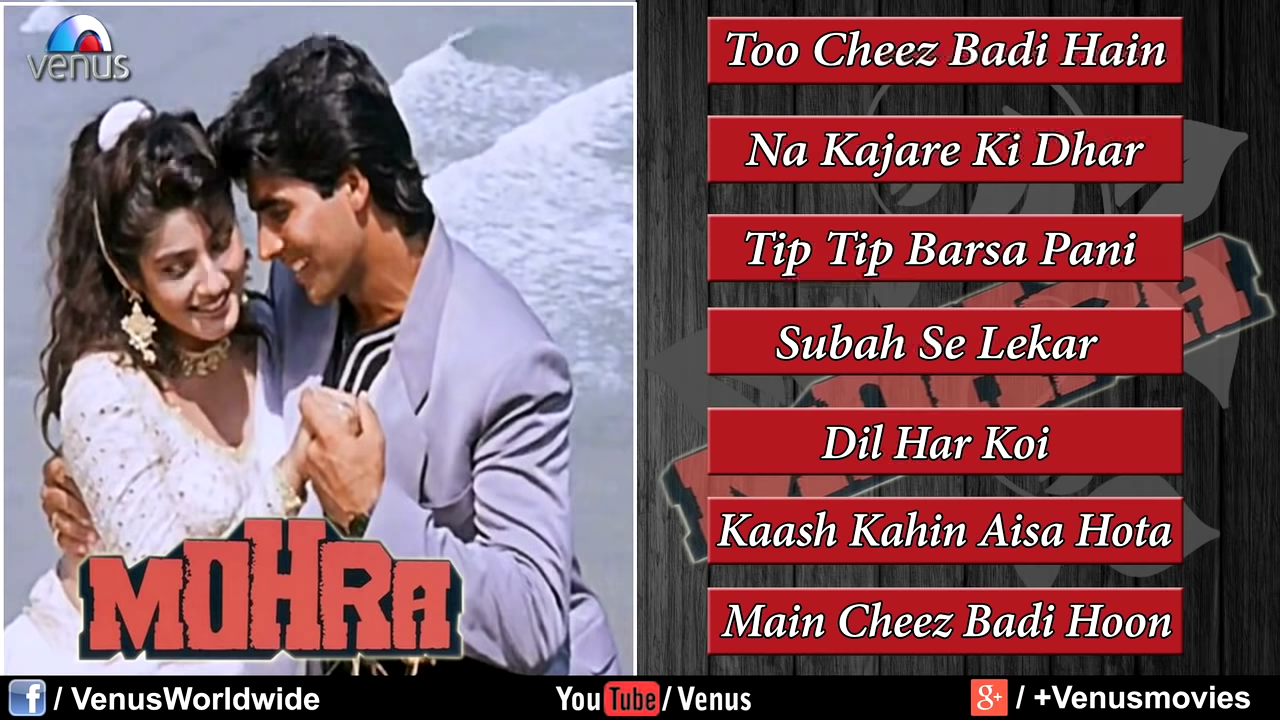 venus
Too Cheez Badi Hain
Na Kajare Ki Dhar
Tip Tip Barsa Pani
Subah Se Lekar
Dil Har Koi
Kaash Kahin Aisa Hota
Main Cheez Badi Hoon
MOHRA
MOHRA
f / VenusWorldwide
YouTube / Venus
g+ / +Venusmovies